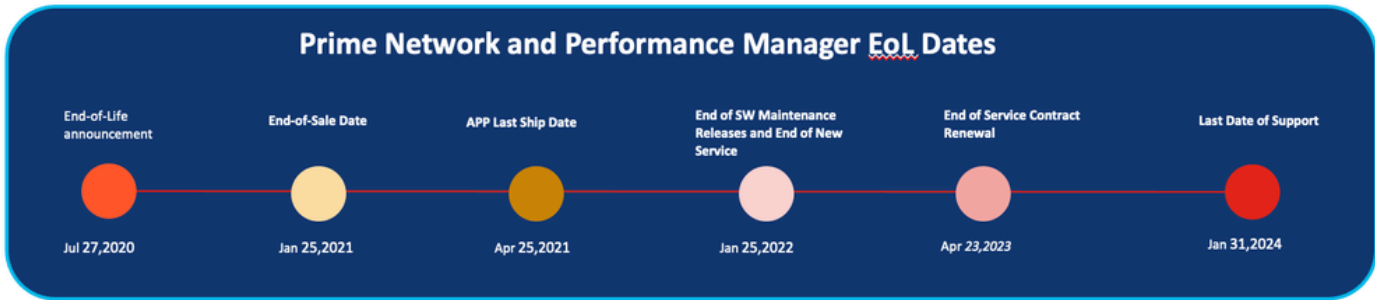 Prime Network and Performance Manager EoL Dates
End-of-Life
announcement
End-of-Sale Date
APP Last Ship Date
End of SW Maintenance
Releases and End of New
Service
End of Service Contract
Renewal
Last Date of Support
Jul 27,2020
Jan 25,2021
Apr 25,2021
Jan 25,2022
Apr 23,2023
Jan 31,2024